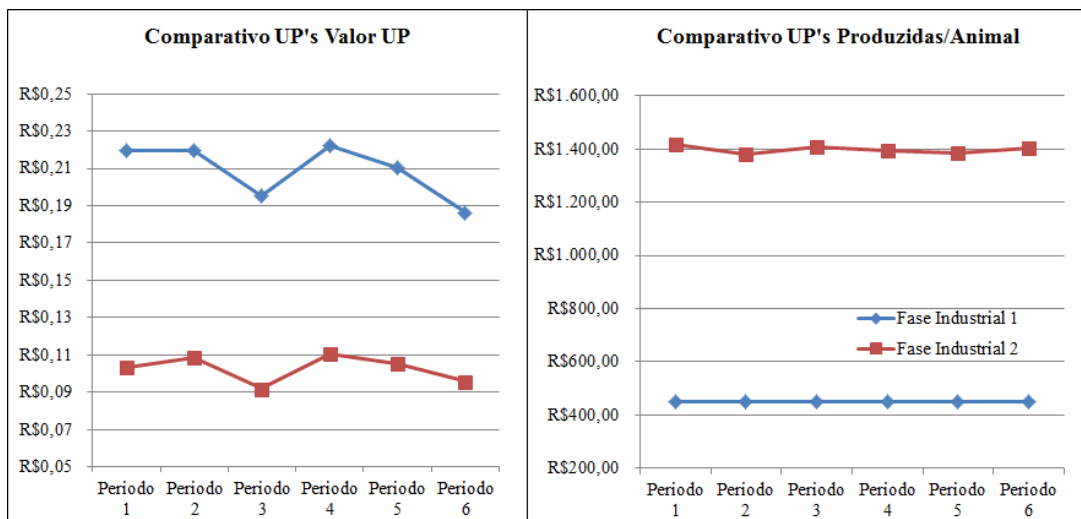 Comparativo UP's Valor UP
R$0,25
R$0,23
R$0,21
R$0,19
R$0,17
R$0,15
R$0,13
R$0,11
R$0,09
R$0,07
R$0,05
Periodo Periodo Periodo Periodo Periodo Periodo
1 2 3 4 5 6
Comparativo UP's Produzidas/Animal
R$1.600,00
R$1.400,00
R$1.200,00
R$1.000,00
R$800,00
R$600,00
R$400,00
R$200,00
Fase Industrial 1
Fase Industrial 2
Periodo Periodo Periodo Periodo Periodo Periodo
1 2 3 4 5 6